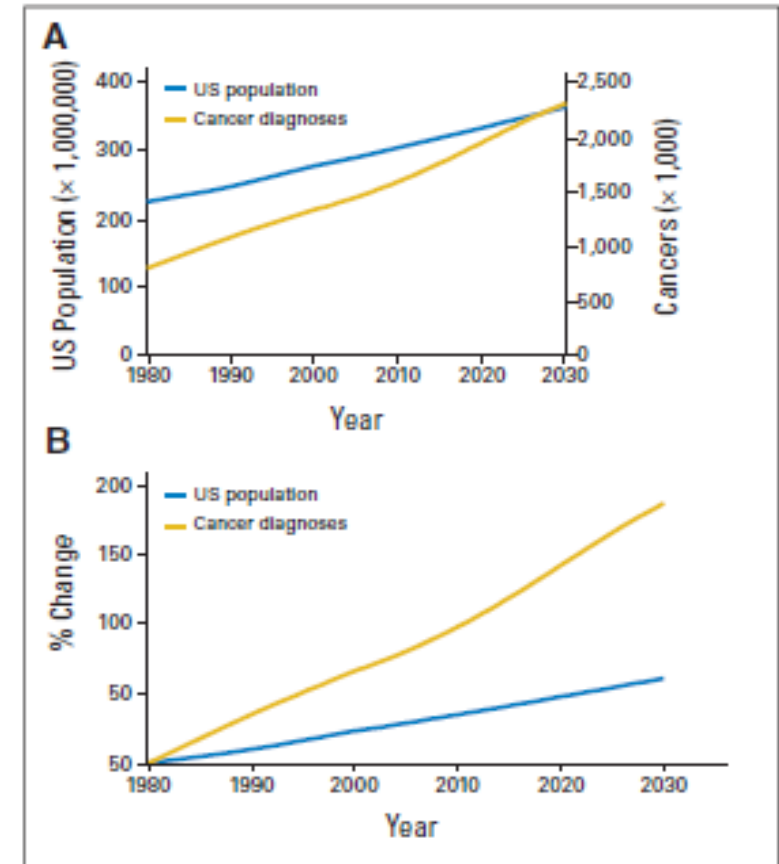 A
US Population (× 1,000,000)
400
300
200
100
0
US population
Cancer diagnoses
2,500
2,000
1,500
1,000
500
0
Cancers (× 1,000)
1980 1990 2000 2010 2020 2030
Year
B
% Change
200
150
100
50
50
US population
Cancer diagnoses
1980 1990 2000 2010 2020 2030
Year